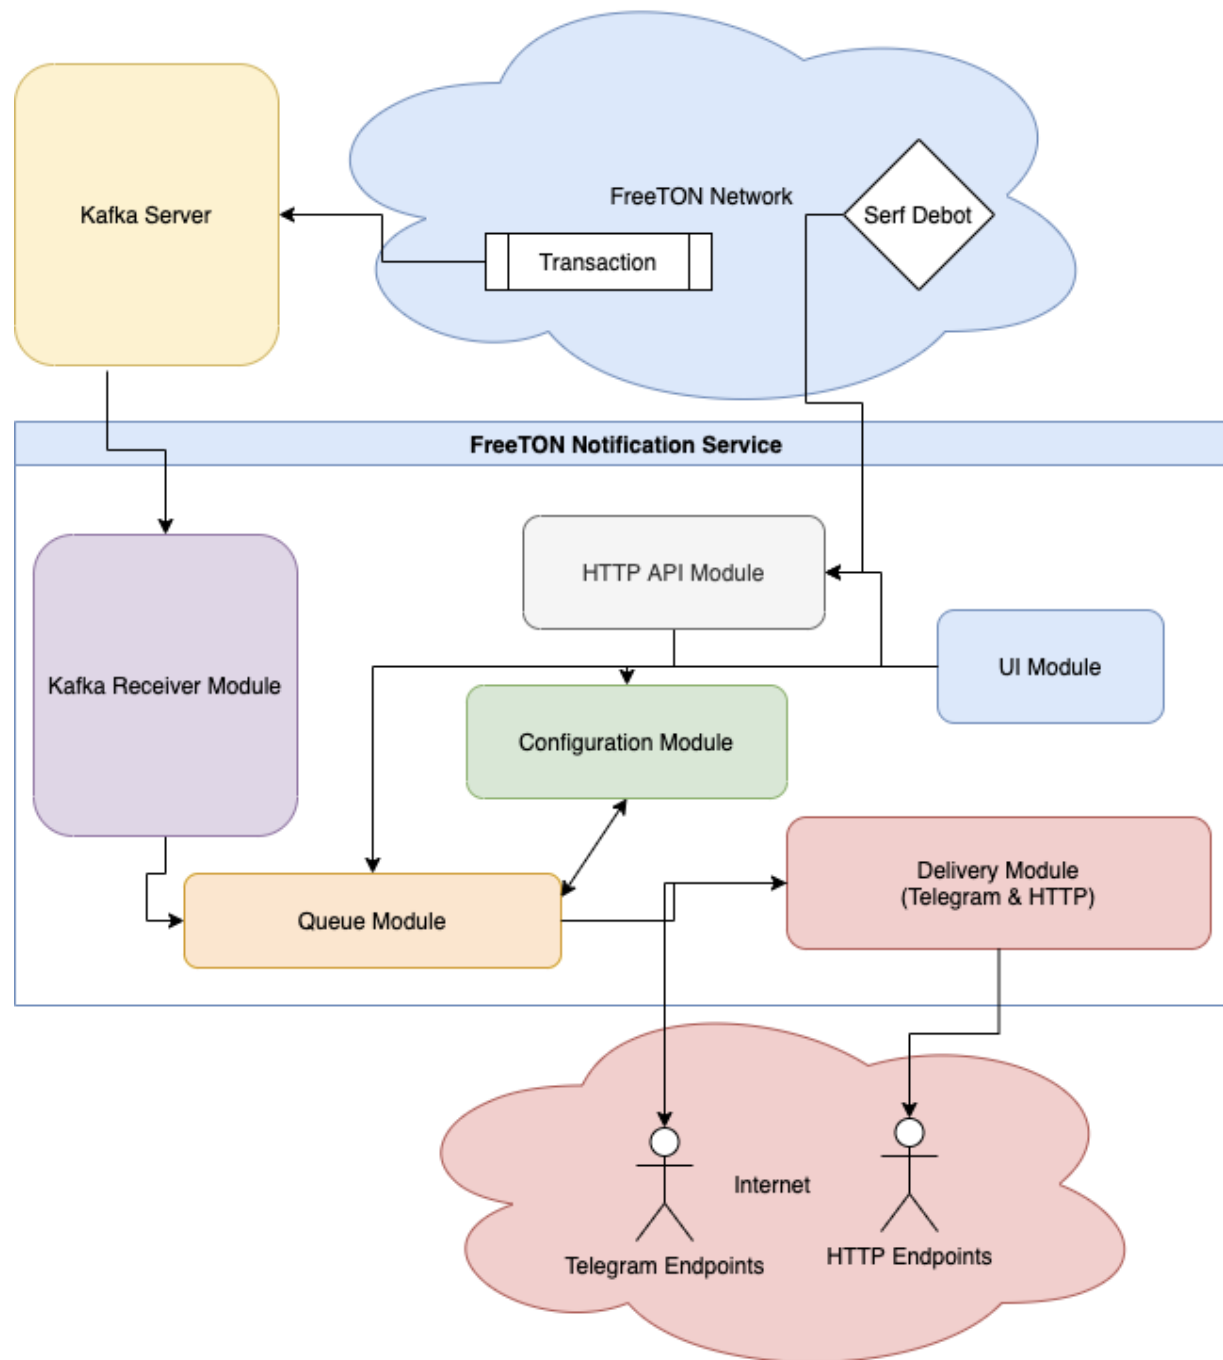 Kafka Server
FreeTON Network
Serf Debot
Transaction
FreeTON Notification Service
HTTP API Module
UI Module
Kafka Receiver Module
Configuration Module
Delivery Module
(Telegram & HTTP)
Queue Module
Internet
Telegram Endpoints
HTTP Endpoints